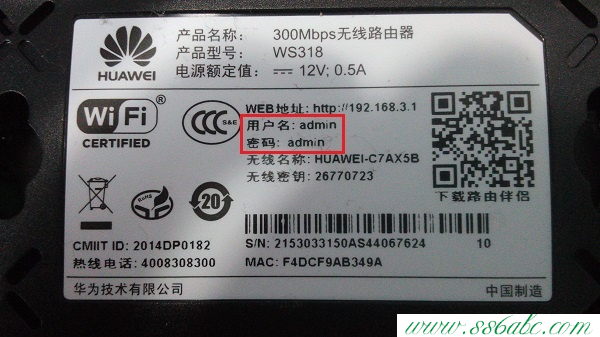 HUAWEI
产品名称: 300Mbps无线路由器
产品型号: WS318
电源额定值: 12V; 0.5A
Wi Fi
CERTIFIED
CCC S&E
WEB地址: http://192.168.3.1
用户名: admin
密码: admin
无线名称: HUAWEI-C7AX5B
无线密钥: 26770723
下载路由伴侣
20
CMIIT ID: 2014DP0182
热线电话: 4008308300
S/N: 2153033150AS44067624 10
MAC: F4DCF9AB349A
华为技术有限公司
中国制造
www.886abc.com